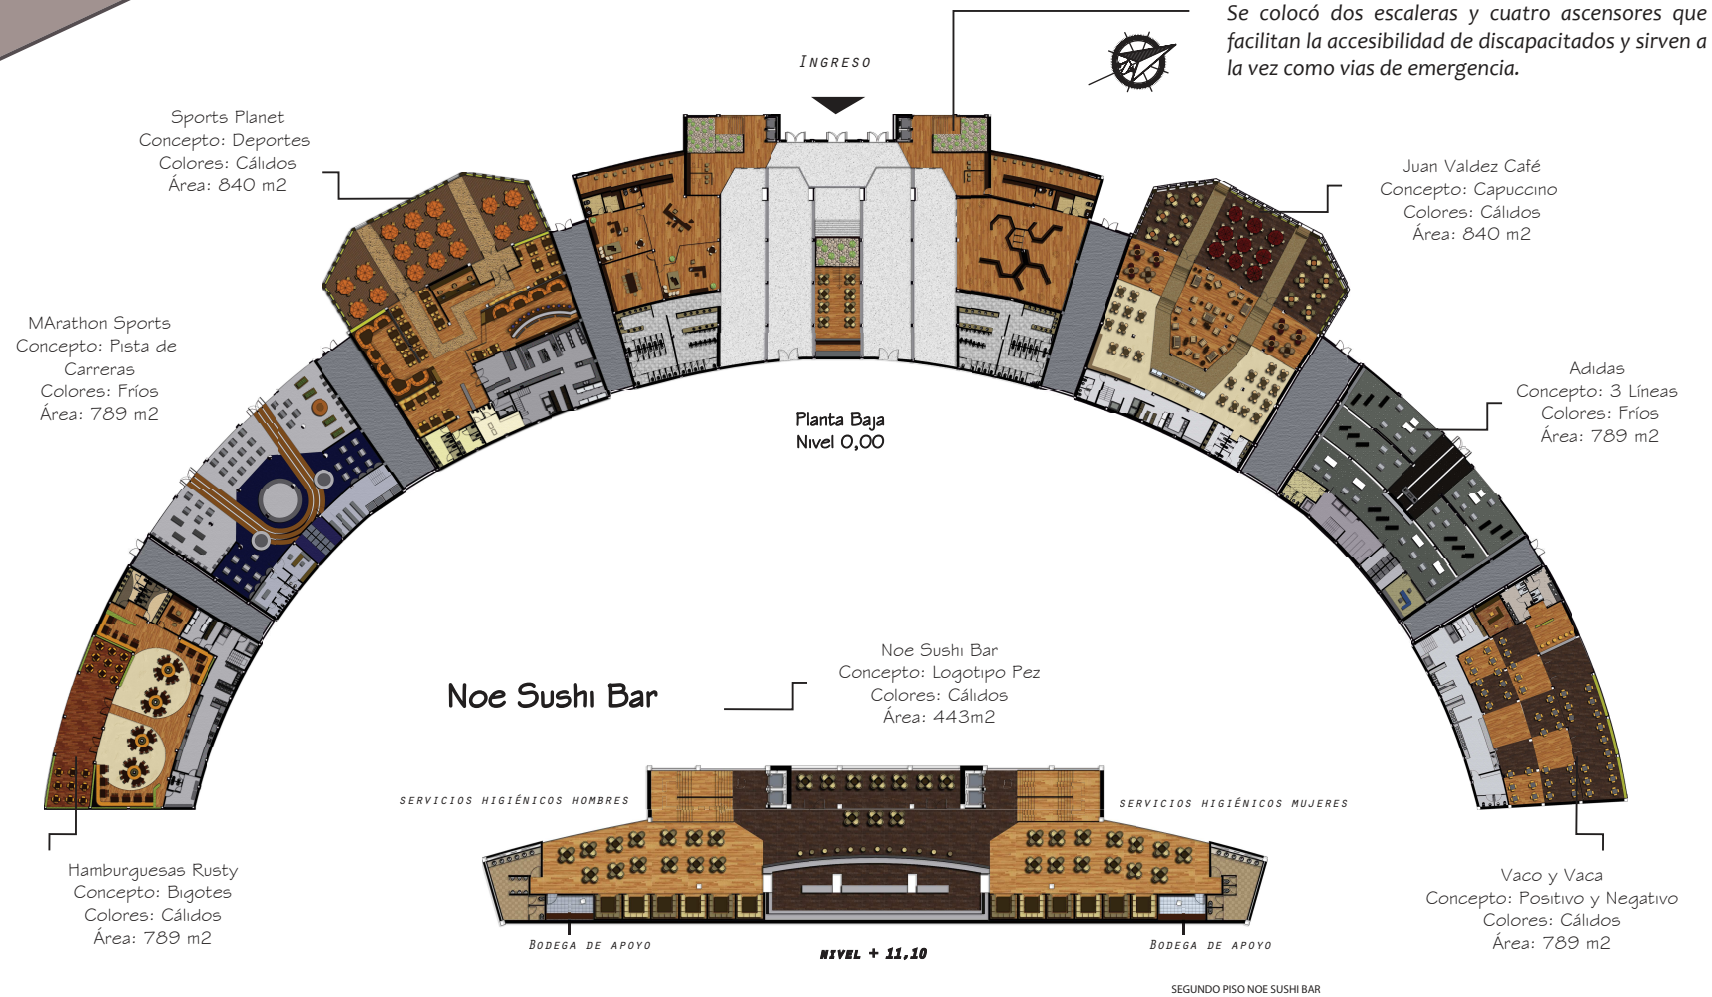 Se colocó dos escaleras y cuatro ascensores que
facilitan la accesibilidad de discapacitados y sirven a
la vez como vias de emergencia.
Ingreso
Sports Planet
Concepto: Deportes
Colores: Cálidos
Área: 840 m2
Juan Valdez Café
Concepto: Capuccino
Colores: Cálidos
Área: 840 m2
MArathon Sports
Concepto: Pista de
Carreras
Colores: Fríos
Área: 789 m2
Adidas
Concepto: 3 Líneas
Colores: Fríos
Área: 789 m2
Planta Baja
Nivel 0,00
Noe Sushi Bar
Noe Sushi Bar
Concepto: Logotipo Pez
Colores: Cálidos
Área: 443m2
SERVICIOS HIGIÉNICOS HOMBRES
SERVICIOS HIGIÉNICOS MUJERES
Hamburguesas Rusty
Concepto: Bigotes
Colores: Cálidos
Área: 789 m2
Vaco y Vaca
Concepto: Positivo y Negativo
Colores: Cálidos
Área: 789 m2
Bodega de apoyo
Bodega de apoyo
NIVEL + 11,10
SEGUNDO PISO NOE SUSHI BAR